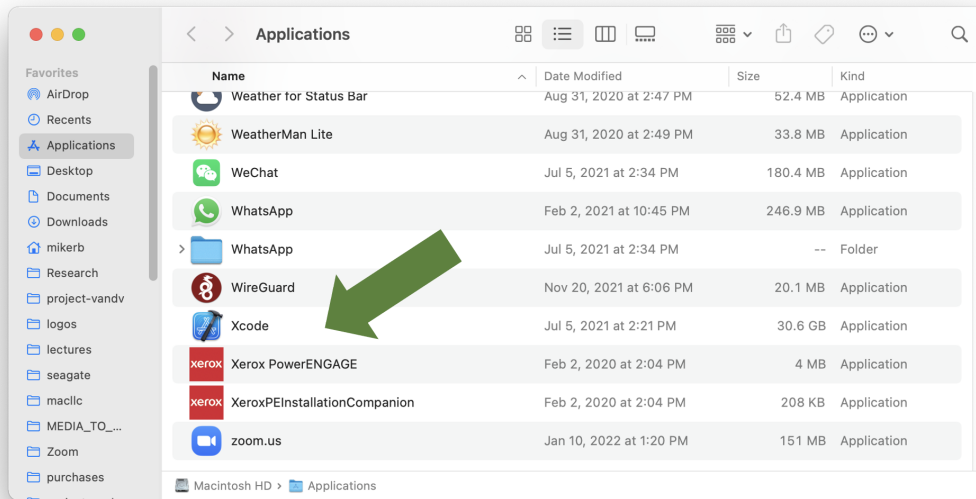 Applications
Favorites
AirDrop
Recents
Applications
Desktop
Documents
Downloads
mikerb
Research
project-vandv
logos
lectures
seagate
macllc
MEDIA_TO_...
Zoom
purchases
Name Date Modified Size Kind
Weather for Status Bar Aug 31, 2020 at 2:47 PM 52.4 MB Application
WeatherMan Lite Aug 31, 2020 at 2:49 PM 33.8 MB Application
WeChat Jul 5, 2021 at 2:34 PM 180.4 MB Application
WhatsApp Feb 2, 2021 at 10:45 PM 246.9 MB Application
WhatsApp Jul 5, 2021 at 2:34 PM -- Folder
WireGuard Nov 20, 2021 at 6:06 PM 20.1 MB Application
Xcode Jul 5, 2021 at 2:21 PM 30.6 GB Application
xerox Xerox PowerENGAGE Feb 2, 2020 at 2:04 PM 4 MB Application
xerox XeroxPEInstallationCompanion Feb 2, 2020 at 2:04 PM 208 KB Application
zoom.us Jan 10, 2022 at 1:20 PM 151 MB Application
Macintosh HD › Applications